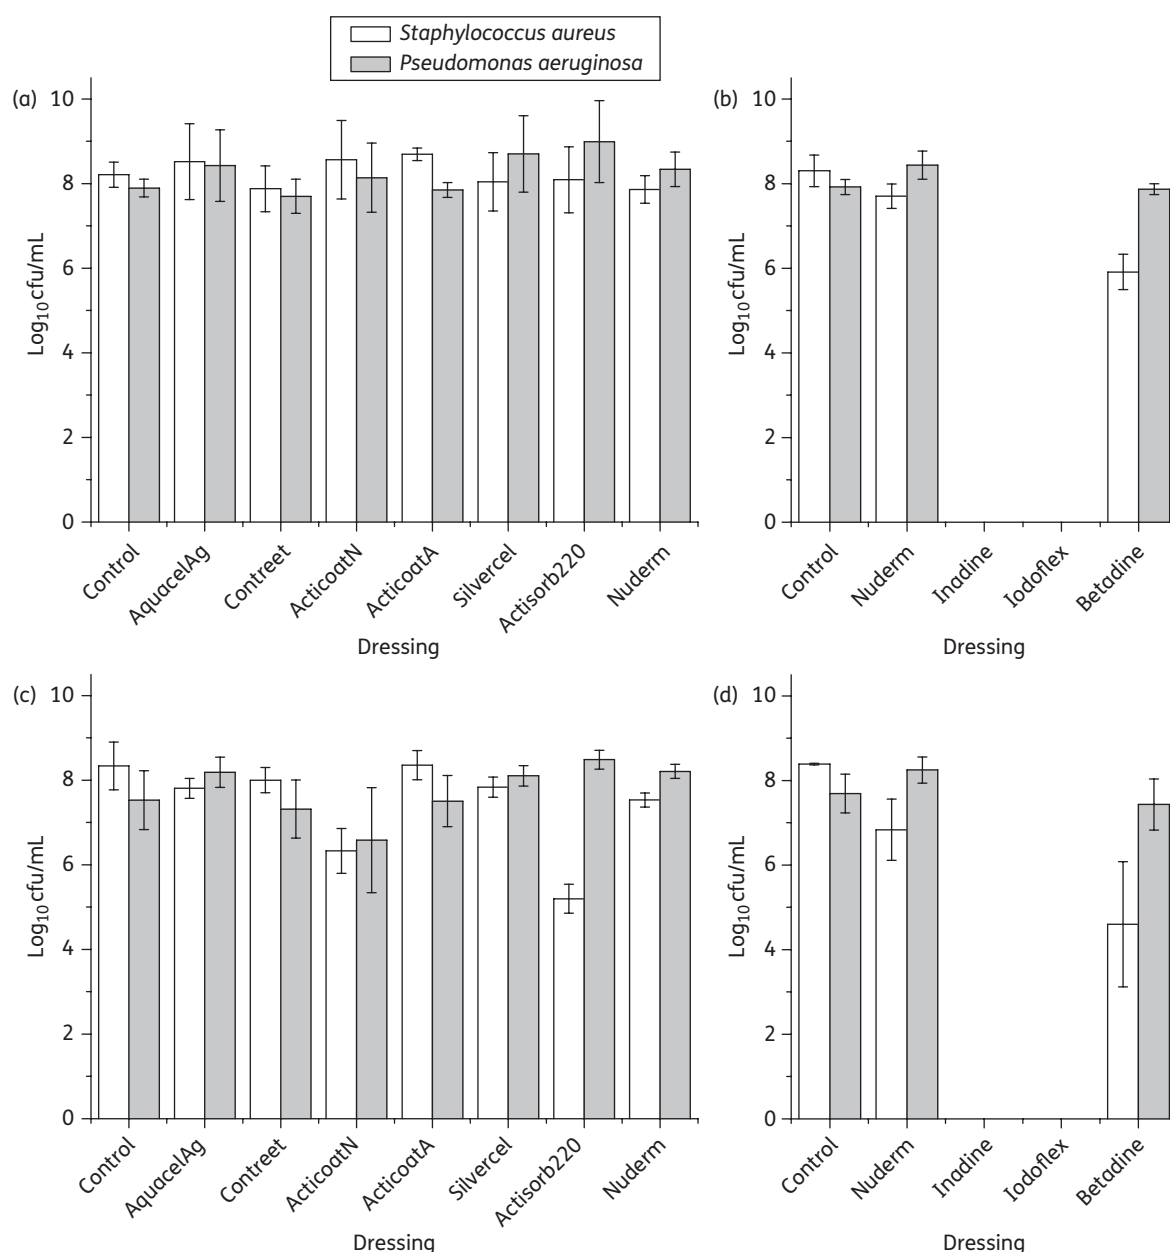 Staphylococcus aureus
Pseudomonas aeruginosa
(a)
10
8
6
4
2
0
Log10cfu/mL
Control
AquacelAg
Contreet
ActicoatN
ActicoatA
Silvercel
Actisorb220
Nuderm
Dressing
(b)
10
8
6
4
2
0
Log10cfu/mL
Control
Nuderm
Inadine
Iodoflex
Betadine
Dressing
(c)
10
8
6
4
2
0
Log10cfu/mL
Control
AquacelAg
Contreet
ActicoatN
ActicoatA
Silvercel
Actisorb220
Nuderm
Dressing
(d)
10
8
6
4
2
0
Log10cfu/mL
Control
Nuderm
Inadine
Iodoflex
Betadine
Dressing